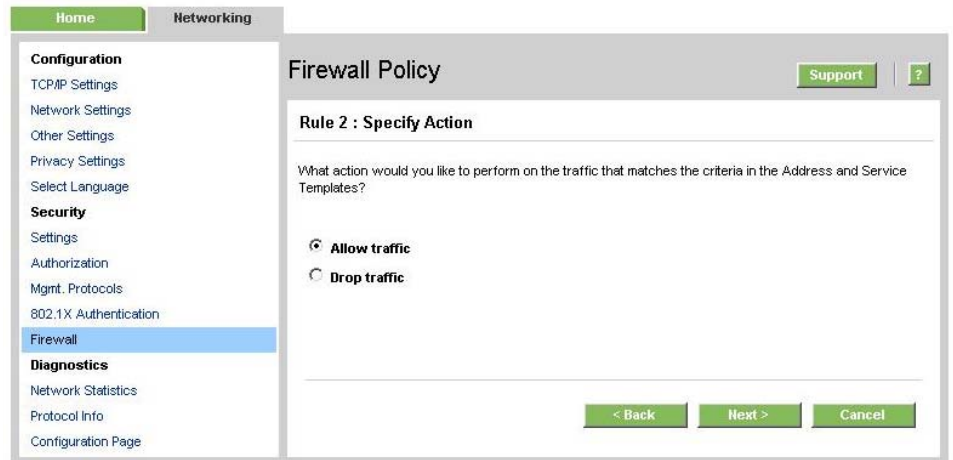 Home
Networking
Configuration
TCP/IP Settings
Network Settings
Other Settings
Privacy Settings
Select Language
Security
Settings
Authorization
Mgmt. Protocols
802.1X Authentication
Firewall
Diagnostics
Network Statistics
Protocol Info
Configuration Page
Firewall Policy
Support
?
Rule 2 : Specify Action
What action would you like to perform on the traffic that matches the criteria in the Address and Service
Templates?
Allow traffic
Drop traffic
< Back
Next >
Cancel